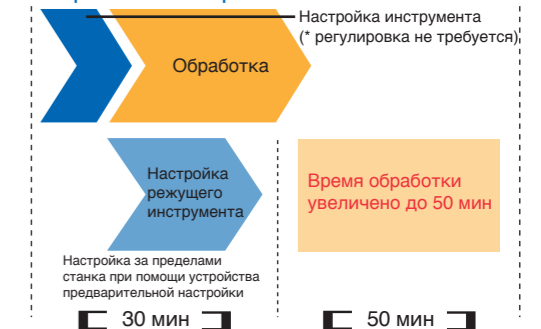 Настройка инструмента
(* регулировка не требуется)
Обработка
Настройка
режущего
инструмента
Время обработки
увеличено до 50 мин
Настройка за пределами
станка при помощи устройства
предварительной настройки
30 мин
50 мин